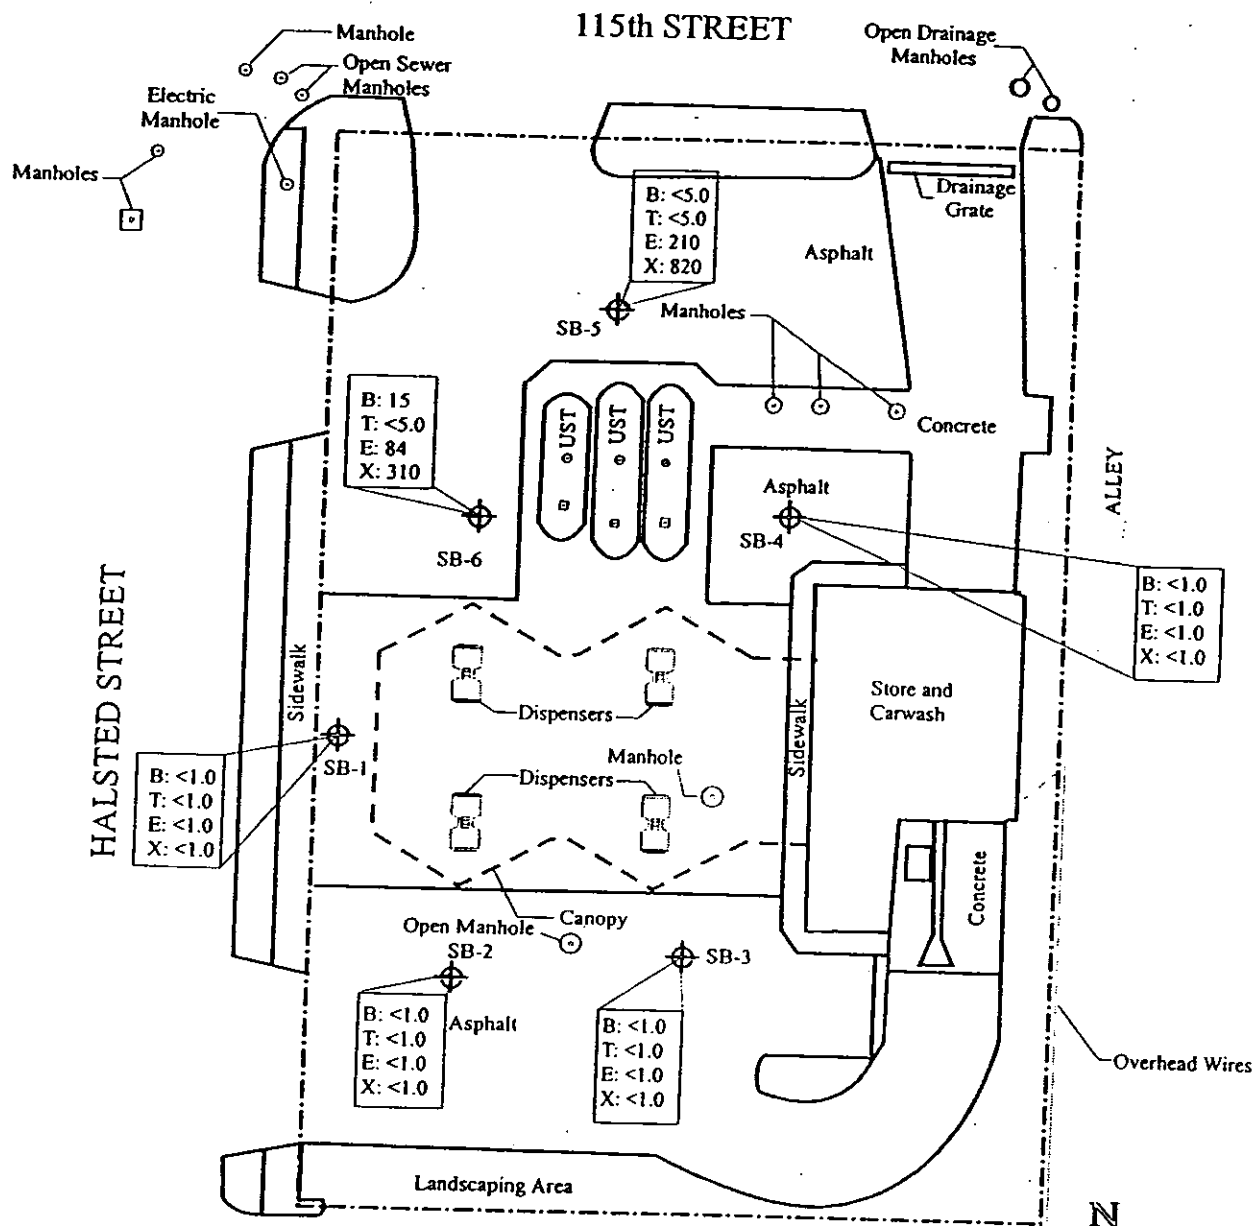 115th STREET
Manhole
Open Sewer
Manholes
Electric
Manhole
Manholes
Open Drainage
Manholes
Drainage
Grate
B: <5.0
T: <5.0
E: 210
X: 820
Asphalt
SB-5
Manholes
B: 15
T: <5.0
E: 84
X: 310
UST
UST
UST
Concrete
Asphalt
SB-4
SB-6
ALLEY
B: <1.0
T: <1.0
E: <1.0
X: <1.0
HALSTED STREET
Sidewalk
Dispensers
Store and
Carwash
Sidewalk
SB-1
B: <1.0
T: <1.0
E: <1.0
X: <1.0
Manhole
Dispensers
Concrete
Canopy
Open Manhole
SB-2
SB-3
B: <1.0
T: <1.0
E: <1.0
X: <1.0
Asphalt
B: <1.0
T: <1.0
E: <1.0
X: <1.0
Overhead Wires
Landscaping Area
N